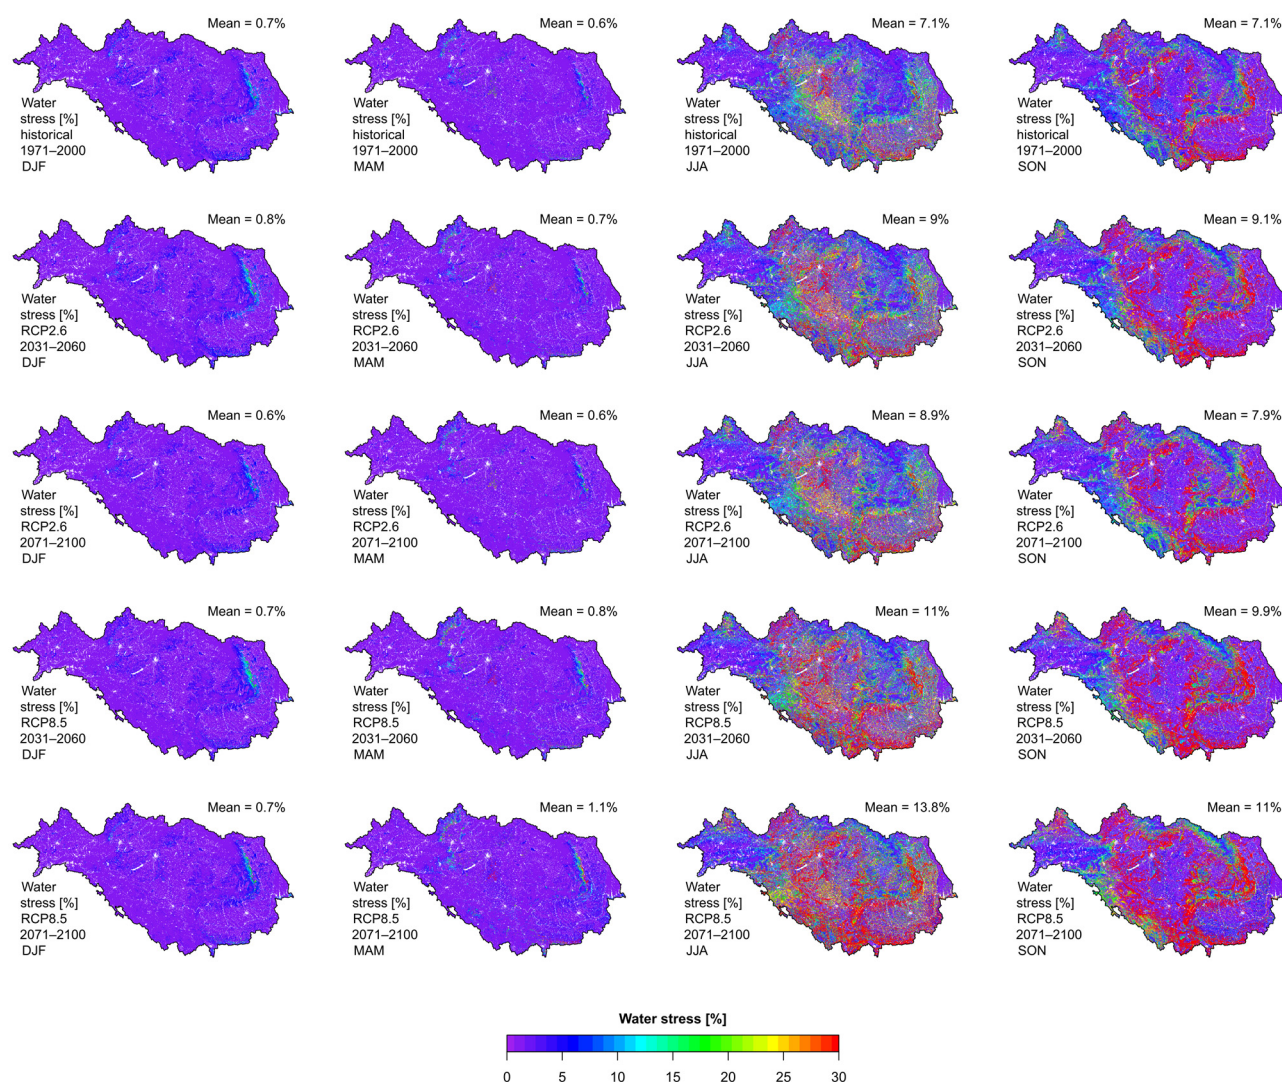 Mean = 0.7%
Water
stress [%]
historical
1971–2000
DJF
Mean = 0.6%
Water
stress [%]
historical
1971–2000
MAM
Mean = 7.1%
Water
stress [%]
historical
1971–2000
JJA
Mean = 7.1%
Water
stress [%]
historical
1971–2000
SON
Mean = 0.8%
Water
stress [%]
RCP2.6
2031–2060
DJF
Mean = 0.7%
Water
stress [%]
RCP2.6
2031–2060
MAM
Mean = 9%
Water
stress [%]
RCP2.6
2031–2060
JJA
Mean = 9.1%
Water
stress [%]
RCP2.6
2031–2060
SON
Mean = 0.6%
Water
stress [%]
RCP2.6
2071–2100
DJF
Mean = 0.6%
Water
stress [%]
RCP2.6
2071–2100
MAM
Mean = 8.9%
Water
stress [%]
RCP2.6
2071–2100
JJA
Mean = 7.9%
Water
stress [%]
RCP2.6
2071–2100
SON
Mean = 0.7%
Water
stress [%]
RCP8.5
2031–2060
DJF
Mean = 0.8%
Water
stress [%]
RCP8.5
2031–2060
MAM
Mean = 11%
Water
stress [%]
RCP8.5
2031–2060
JJA
Mean = 9.9%
Water
stress [%]
RCP8.5
2031–2060
SON
Mean = 0.7%
Water
stress [%]
RCP8.5
2071–2100
DJF
Mean = 1.1%
Water
stress [%]
RCP8.5
2071–2100
MAM
Mean = 13.8%
Water
stress [%]
RCP8.5
2071–2100
JJA
Mean = 11%
Water
stress [%]
RCP8.5
2071–2100
SON
Water stress [%]
0 5 10 15 20 25 30